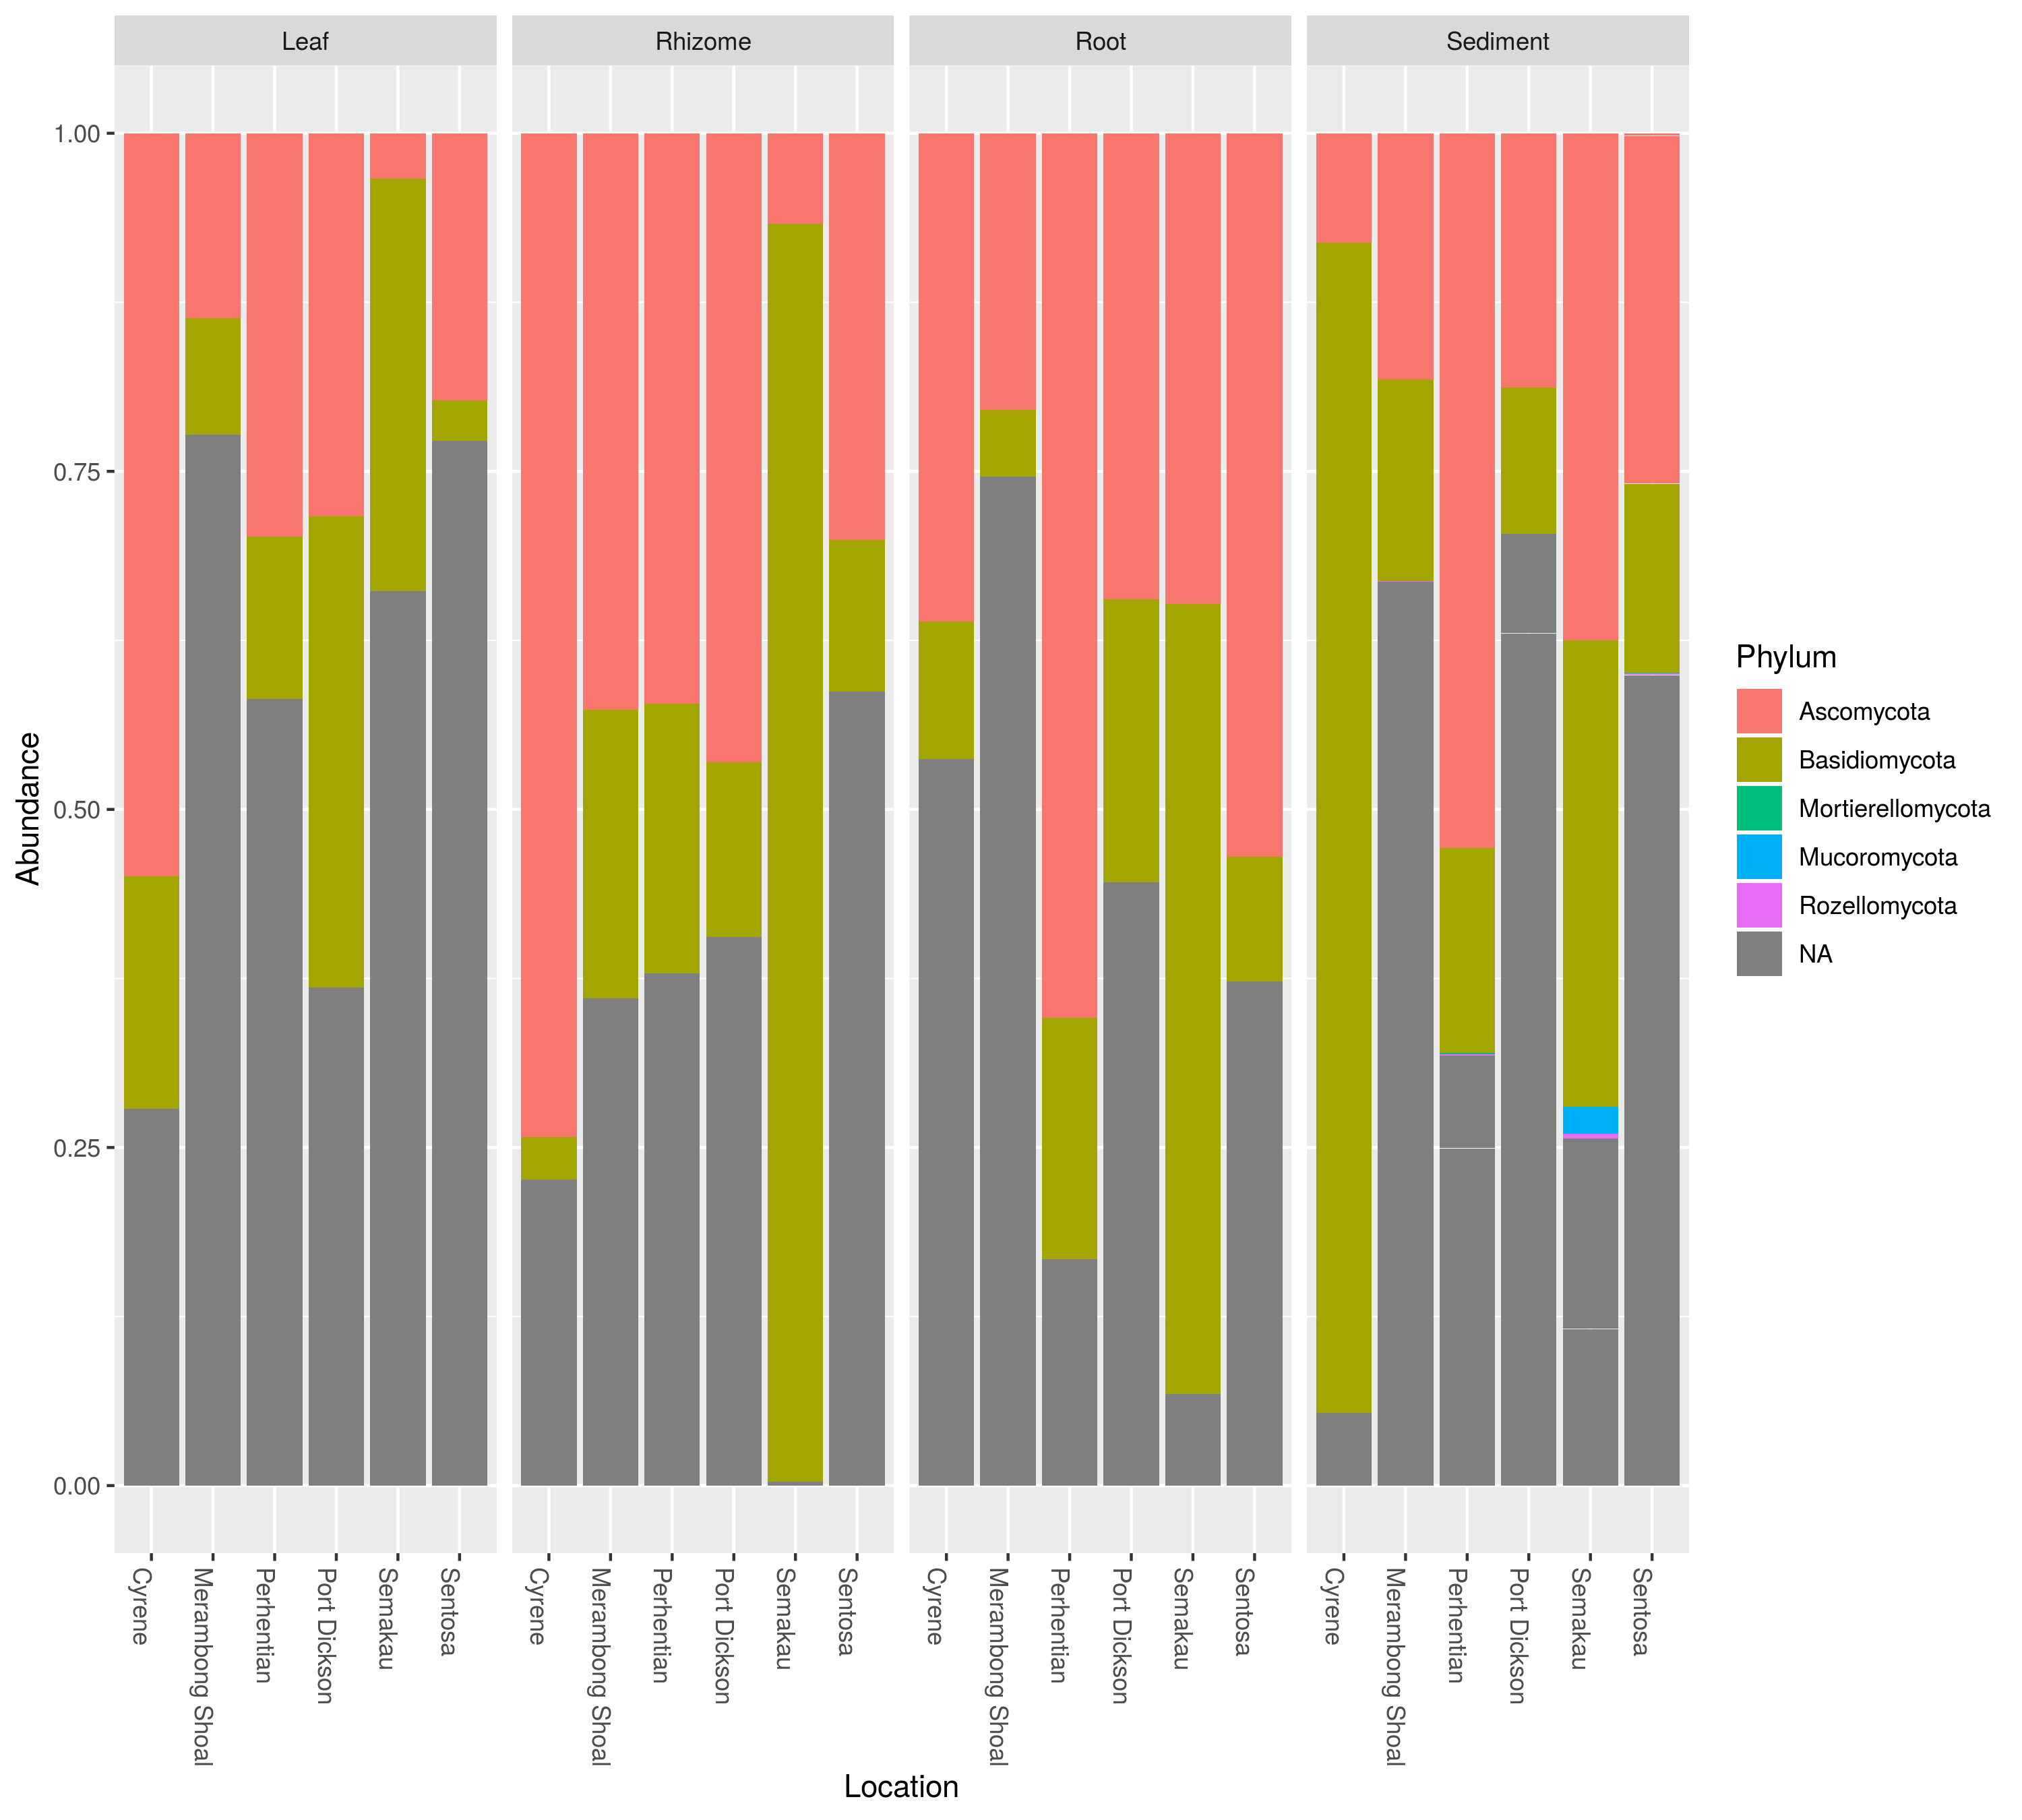 Leaf Rhizome Root Sediment
1.00
0.75
0.50
0.25
0.00
Abundance
Cyrene Merambong Shoal Perhentian Port Dickson Semakau Sentosa Cyrene Merambong Shoal Perhentian Port Dickson Semakau Sentosa Cyrene Merambong Shoal Perhentian Port Dickson Semakau Sentosa Cyrene Merambong Shoal Perhentian Port Dickson Semakau Sentosa
Location
Phylum
Ascomycota
Basidiomycota
Mortierellomycota
Mucoromycota
Rozellomycota
NA